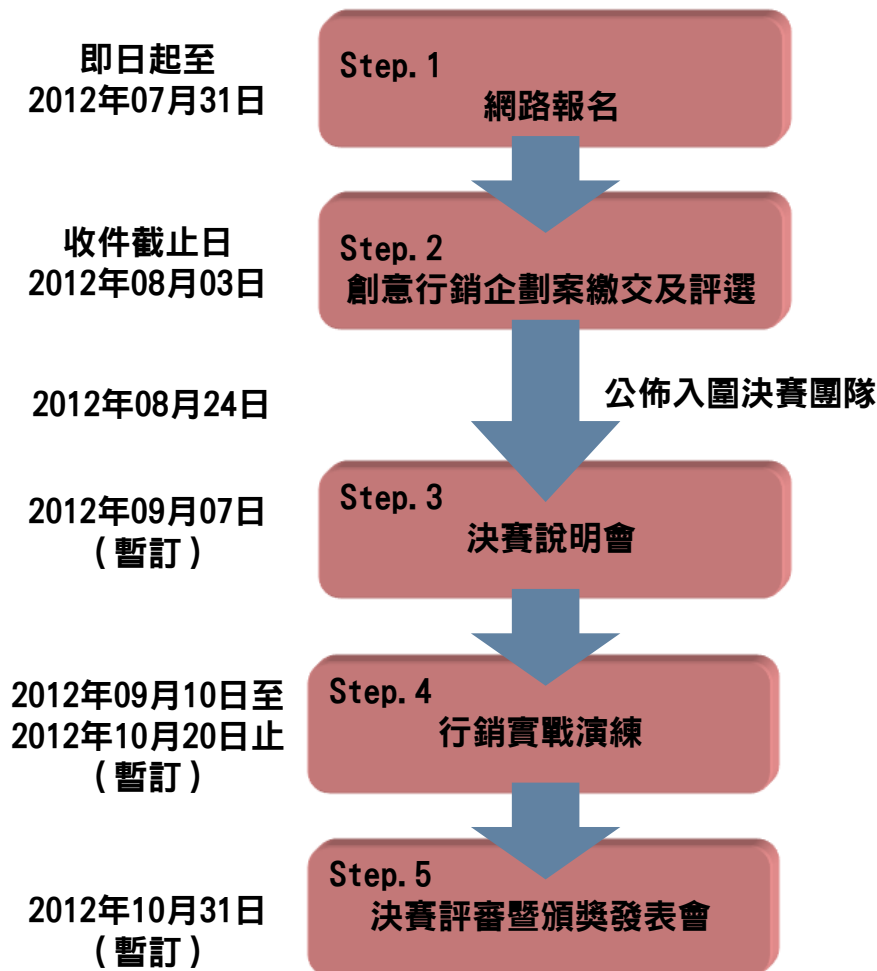 即日起至
2012年07月31日
Step.1
網路報名
收件截止日
2012年08月03日
Step.2
創意行銷企劃案繳交及評選
2012年08月24日
公佈入圍決賽團隊
2012年09月07日
(暫訂)
Step.3
決賽說明會
2012年09月10日至
2012年10月20日止
(暫訂)
Step.4
行銷實戰演練
2012年10月31日
(暫訂)
Step.5
決賽評審暨頒獎發表會